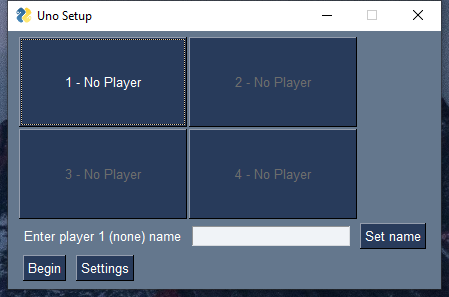 Uno Setup
1 - No Player
2 - No Player
3 - No Player
4 - No Player
Enter player 1 (none) name
Set name
Begin
Settings